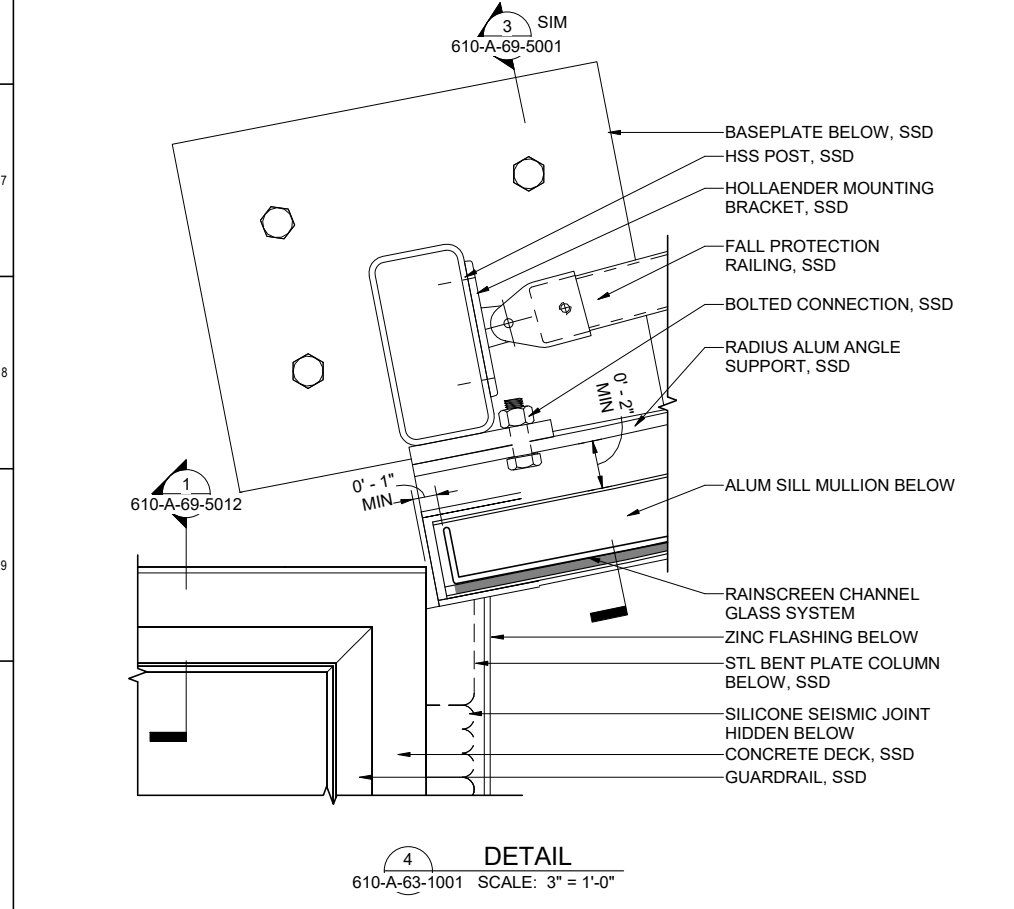 3 SIM
610-A-69-5001
BASEPLATE BELOW, SSD
HSS POST, SSD
HOLLAENDER MOUNTING
BRACKET, SSD
7
FALL PROTECTION
RAILING, SSD
BOLTED CONNECTION, SSD
RADIUS ALUM ANGLE
SUPPORT, SSD
8
0' - 2"
MIN
0' - 1"
MIN
1
610-A-69-5012
ALUM SILL MULLION BELOW
9
RAINSCREEN CHANNEL
GLASS SYSTEM
ZINC FLASHING BELOW
STL BENT PLATE COLUMN
BELOW, SSD
SILICONE SEISMIC JOINT
HIDDEN BELOW
CONCRETE DECK, SSD
GUARDRAIL, SSD
4 DETAIL
610-A-63-1001 SCALE: 3" = 1'-0"